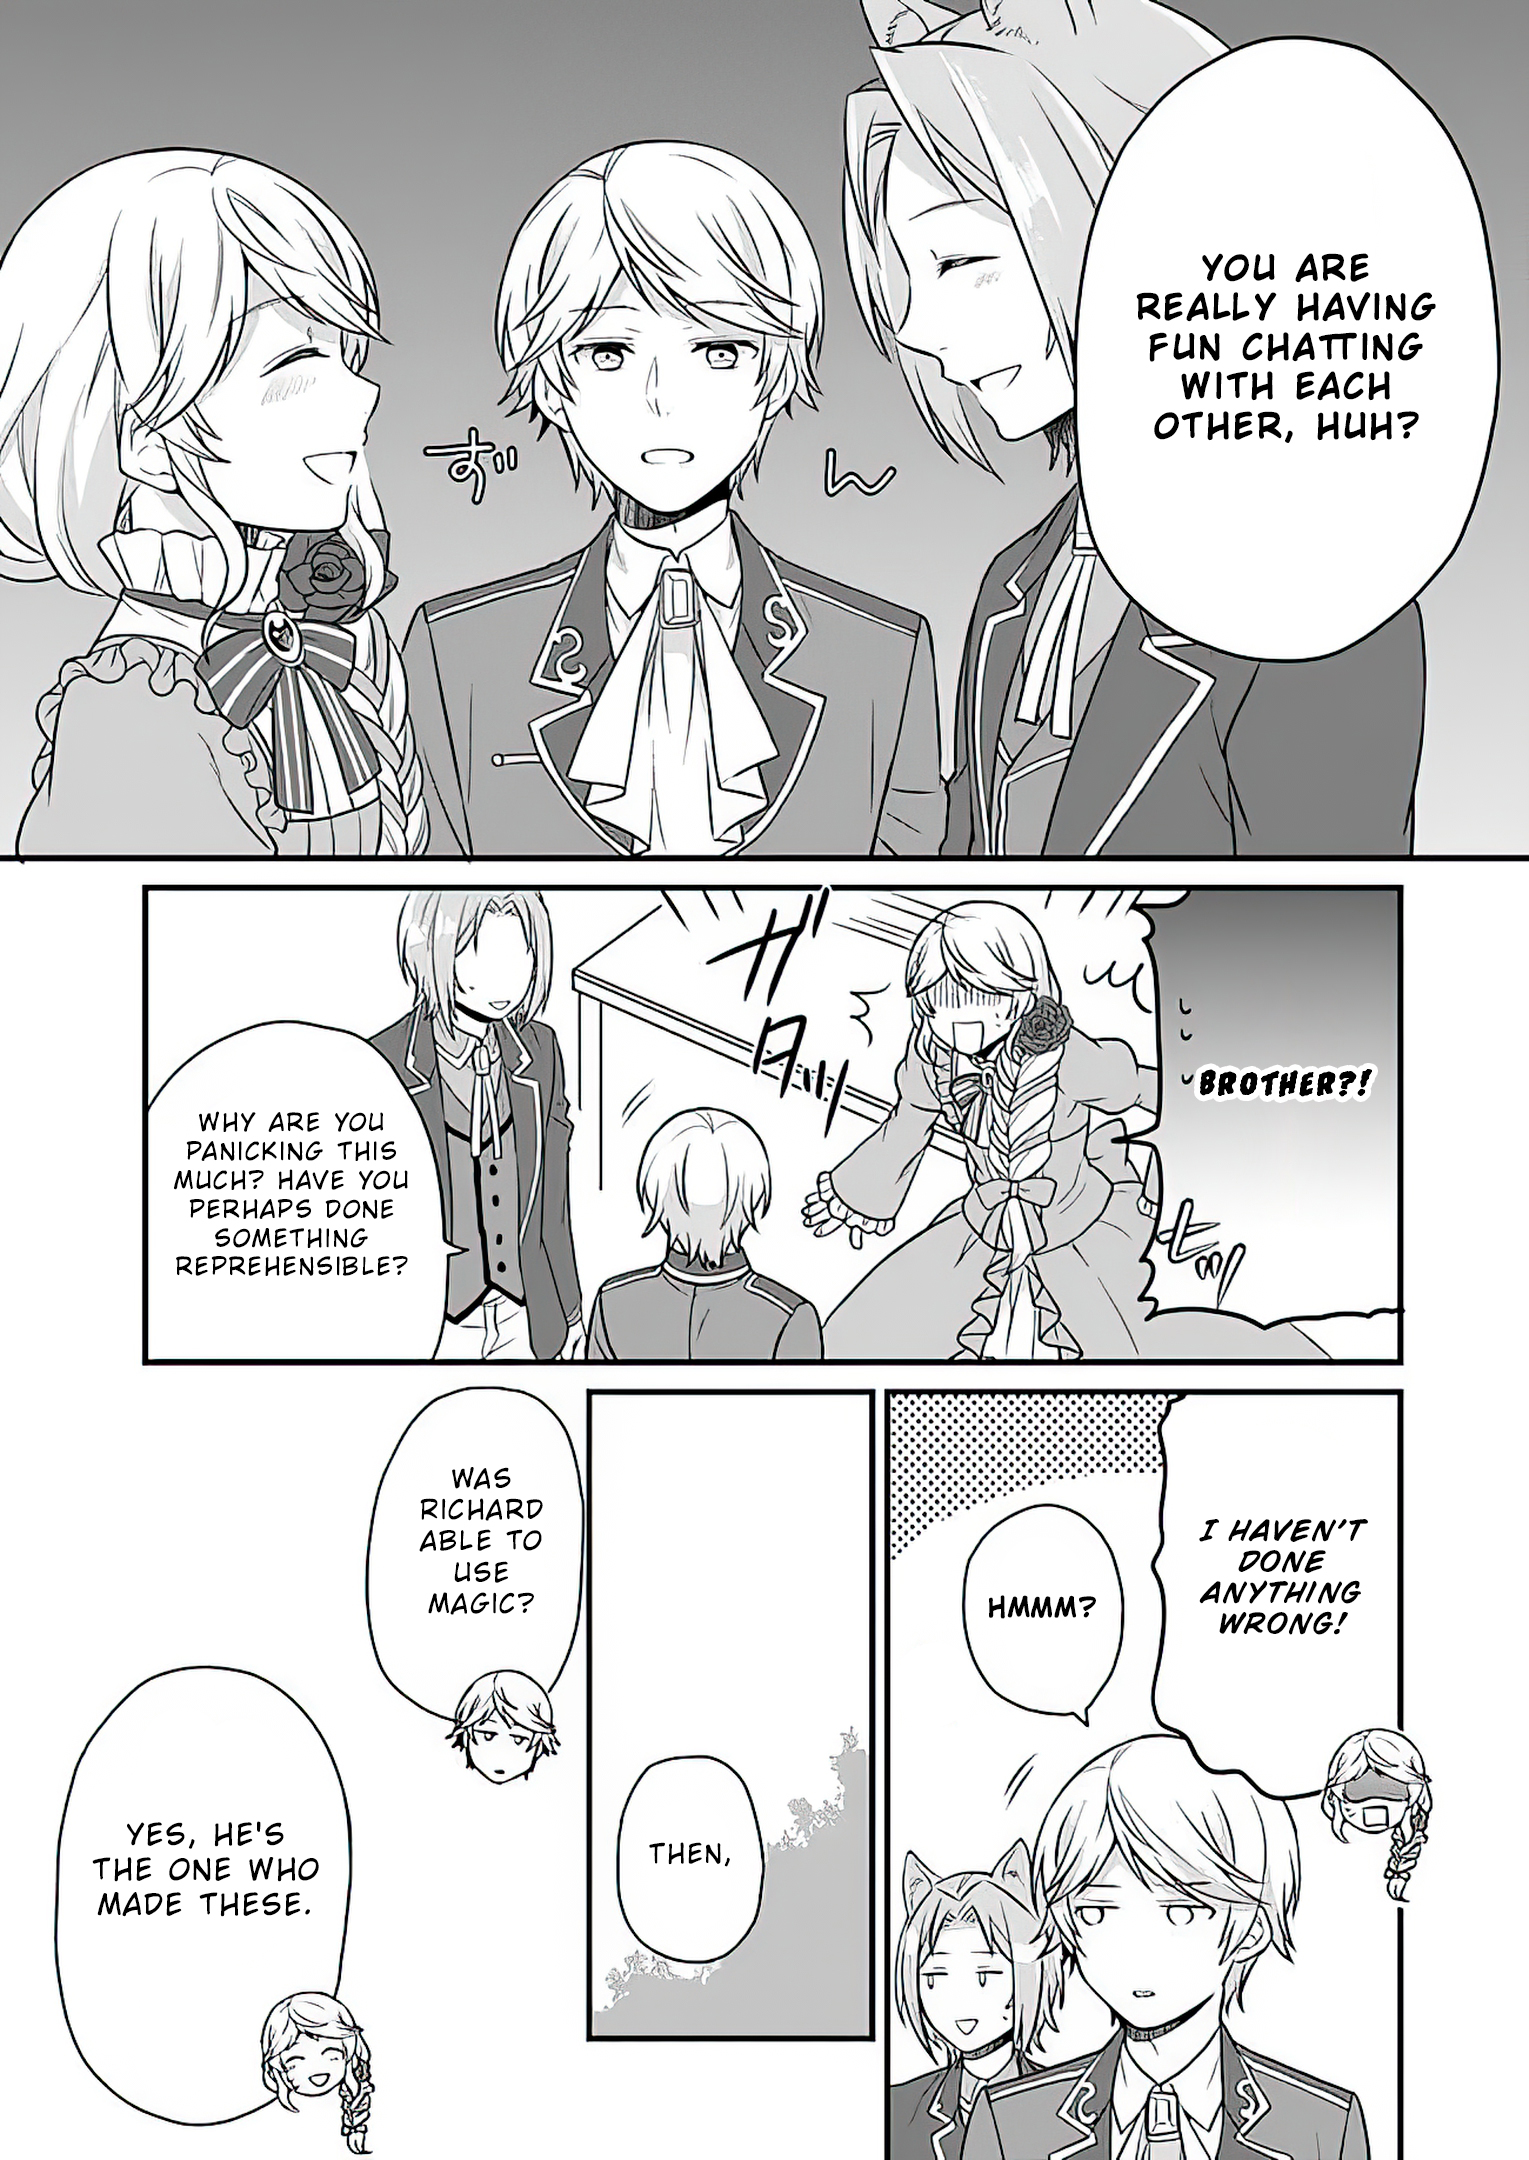 YOU ARE
REALLY HAVING
FUN CHATTING
WITH EACH
OTHER, HUH?
ず
ん
BROTHER?!
ガ
タッ
WHY ARE YOU
PANICKING THIS
MUCH? HAVE YOU
PERHAPS DONE
SOMETHING
REPREHENSIBLE?
I HAVEN'T
DONE
ANYTHING
WRONG!
HMMM?
THEN,
WAS
RICHARD
ABLE TO
USE
MAGIC?
YES, HE'S
THE ONE WHO
MADE THESE.